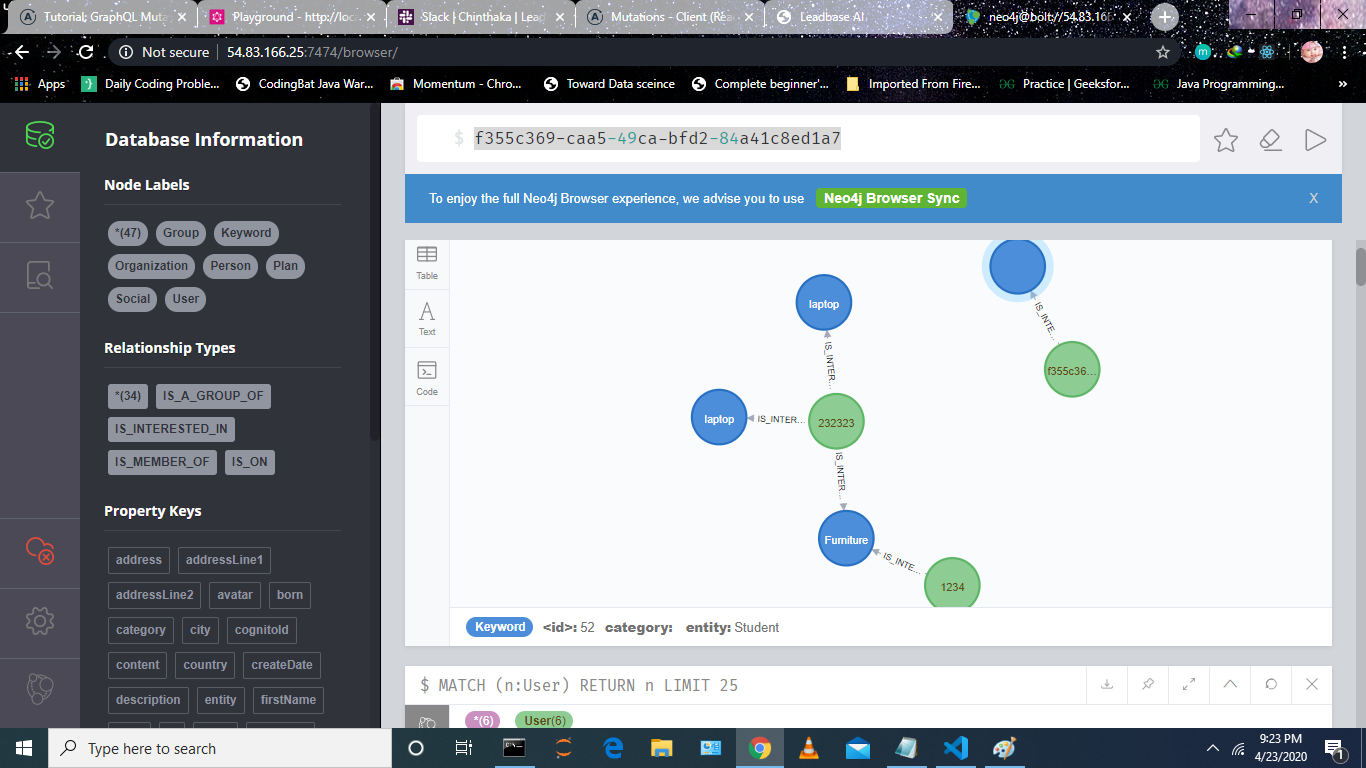 Tutorial: GraphQL Muta
Playground - http://loc
Slack | Chinthaka | Lead
Mutations - Client (Rea
Leadbase AI
neo4j@bolt://54.83.16
Not secure
54.83.166.25:7474/browser/
Apps
Daily Coding Proble...
CodingBat Java War...
Momentum - Chro...
Toward Data sceince
Complete beginner'...
Imported From Fire...
Practice | Geeksfor...
Java Programming...
»
Database Information
Node Labels
*(47) Group Keyword
Organization Person Plan
Social User
Relationship Types
*(34) IS_A_GROUP_OF
IS_INTERESTED_IN
IS_MEMBER_OF IS_ON
Property Keys
address addressLine1
addressLine2 avatar born
category city cognitoId
content country createDate
description entity firstName
$ f355c369-caa5-49ca-bfd2-84a41c8ed1a7
To enjoy the full Neo4j Browser experience, we advise you to use Neo4j Browser Sync X
Table
Text
Code
laptop
IS_INTE...
IS_INTER...
f355c36...
laptop
IS_INTER...
232323
IS_INTER...
Furniture
IS_INTE...
1234
Keyword <id>: 52 category: entity: Student
$ MATCH (n:User) RETURN n LIMIT 25
*(6) User(6)
Type here to search
9:23 PM
4/23/2020
1